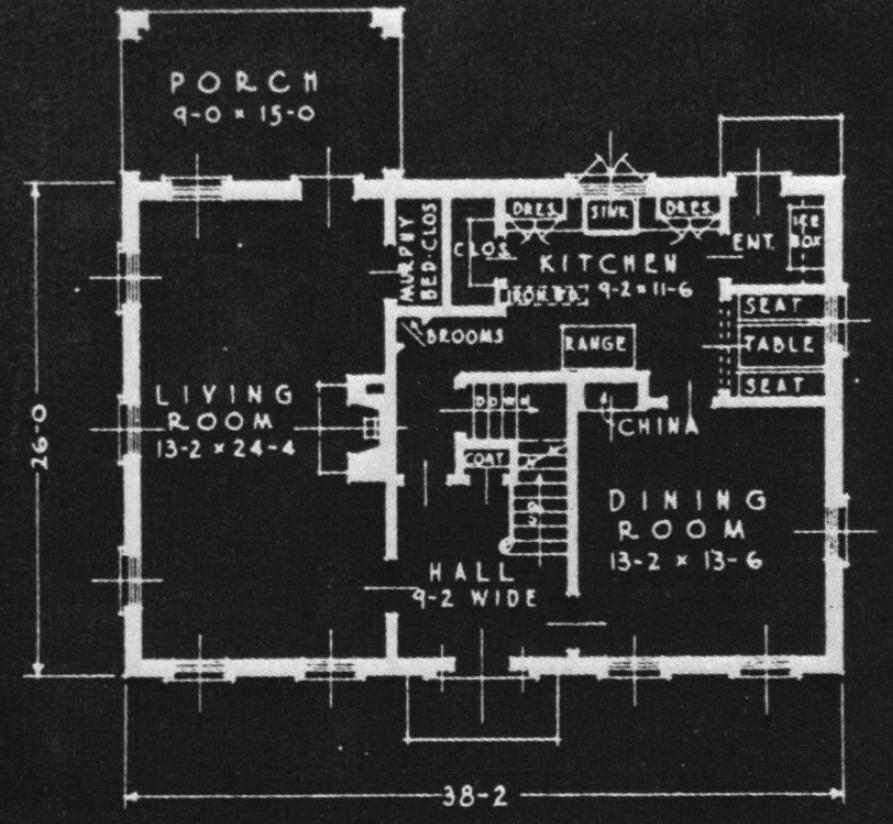 PORCH
9-0 × 15-0
MURPHY
BED-CLOS
CLOS.
DRES.
SINK
DRES.
ENT.
ICE
BOX
KITCHEN
9-2 × 11-6
IRON. BD.
BROOMS
RANGE
SEAT
TABLE
SEAT
LIVING
ROOM
13-2 × 24-4
DOWN
CHINA
COAT
UP
DINING
ROOM
13-2 × 13-6
HALL
9-2 WIDE
26-0
38-2